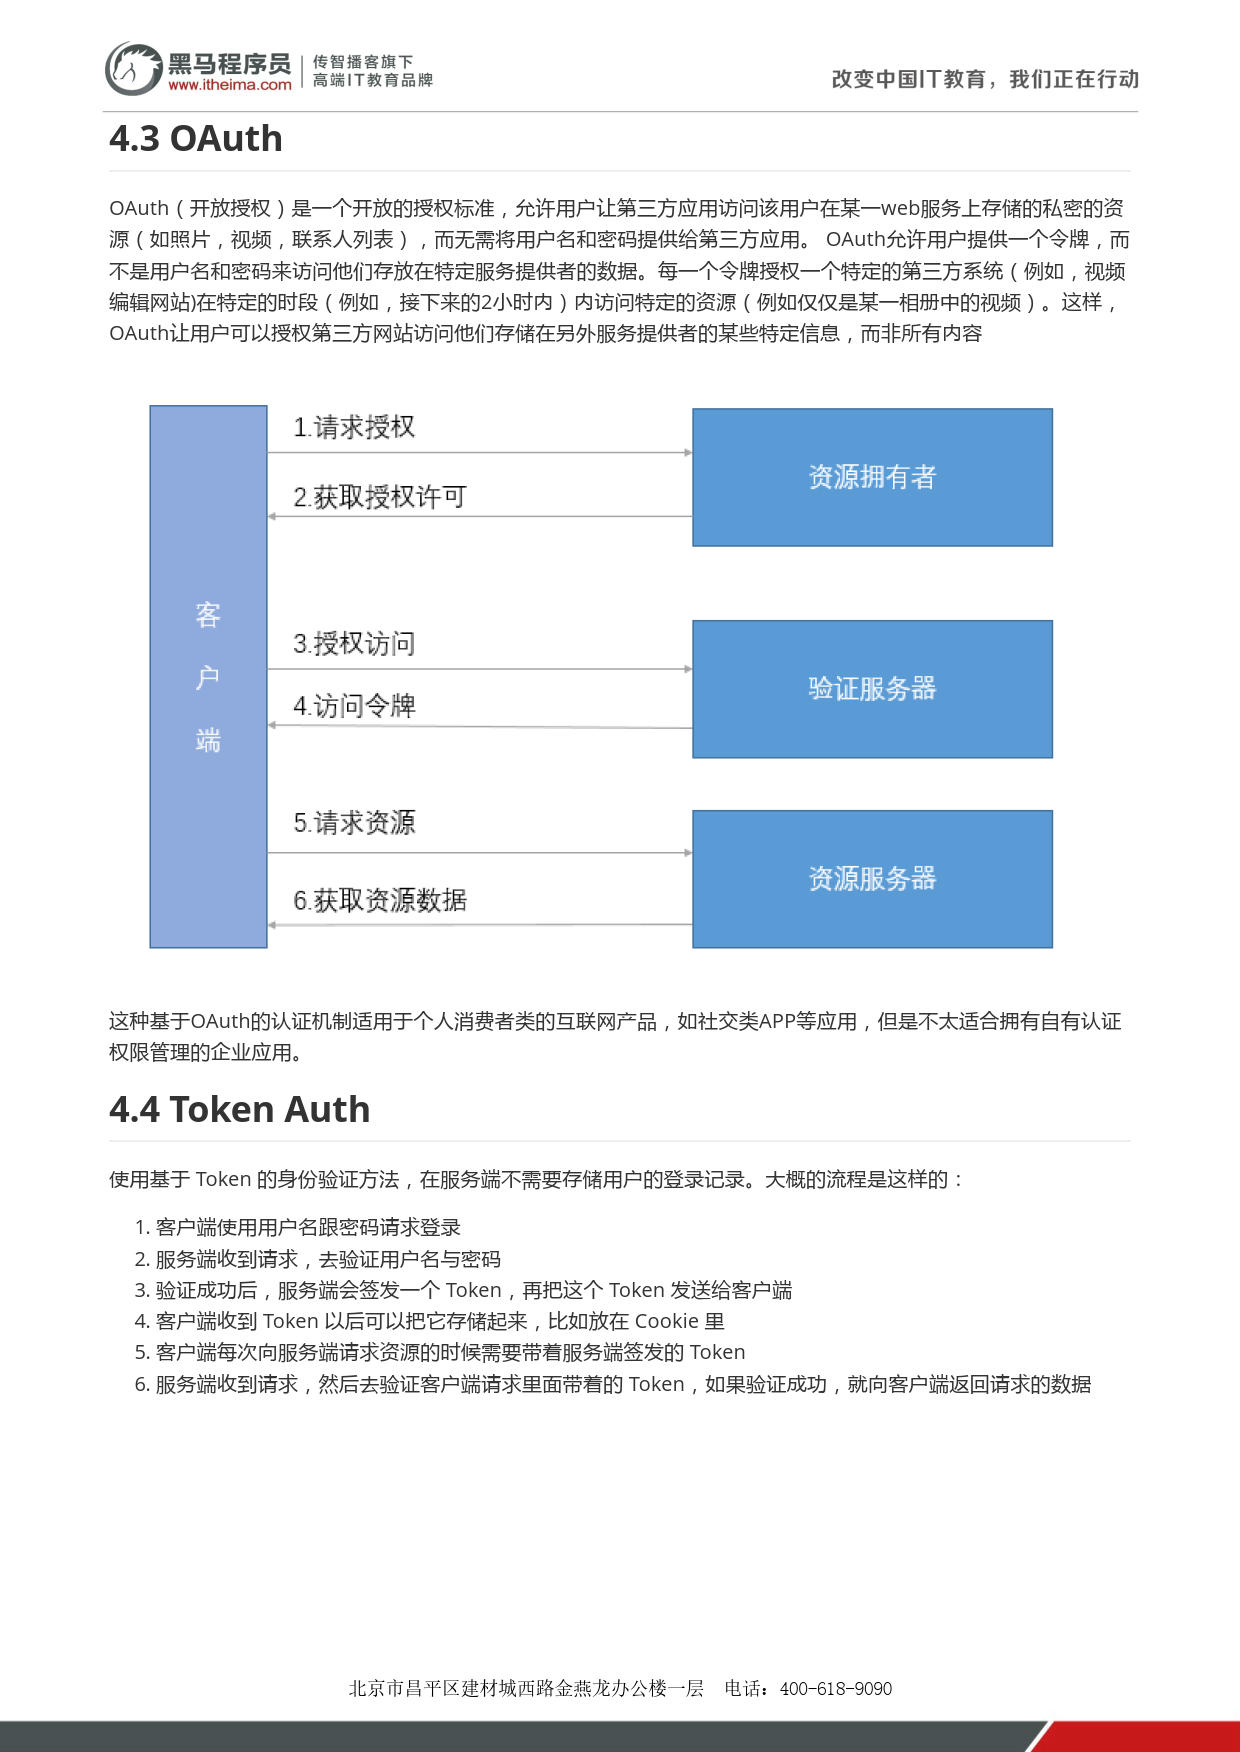 黑马程序员
www.itheima.com
传智播客旗下
高端IT教育品牌
改变中国IT教育，我们正在行动
4.3 OAuth
OAuth（开放授权）是一个开放的授权标准，允许用户让第三方应用访问该用户在某一web服务上存储的私密的资
源（如照片，视频，联系人列表），而无需将用户名和密码提供给第三方应用。 OAuth允许用户提供一个令牌，而
不是用户名和密码来访问他们存放在特定服务提供者的数据。每一个令牌授权一个特定的第三方系统（例如，视频
编辑网站)在特定的时段（例如，接下来的2小时内）内访问特定的资源（例如仅仅是某一相册中的视频）。这样，
OAuth让用户可以授权第三方网站访问他们存储在另外服务提供者的某些特定信息，而非所有内容
1.请求授权
2.获取授权许可
资源拥有者
客
户
端
3.授权访问
4.访问令牌
验证服务器
5.请求资源
6.获取资源数据
资源服务器
这种基于OAuth的认证机制适用于个人消费者类的互联网产品，如社交类APP等应用，但是不太适合拥有自有认证
权限管理的企业应用。
4.4 Token Auth
使用基于 Token 的身份验证方法，在服务端不需要存储用户的登录记录。大概的流程是这样的：
1. 客户端使用用户名跟密码请求登录
2. 服务端收到请求，去验证用户名与密码
3. 验证成功后，服务端会签发一个 Token，再把这个 Token 发送给客户端
4. 客户端收到 Token 以后可以把它存储起来，比如放在 Cookie 里
5. 客户端每次向服务端请求资源的时候需要带着服务端签发的 Token
6. 服务端收到请求，然后去验证客户端请求里面带着的 Token，如果验证成功，就向客户端返回请求的数据
北京市昌平区建材城西路金燕龙办公楼一层 电话：400-618-9090